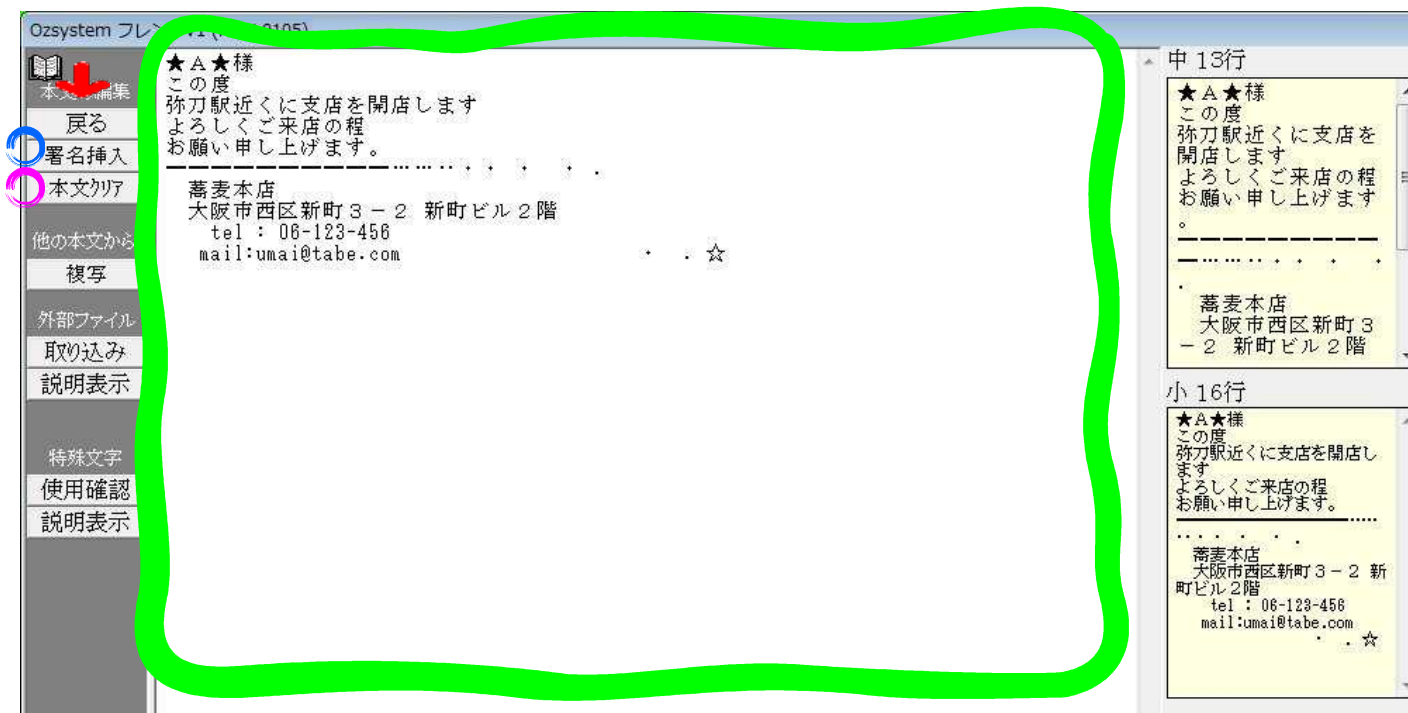 Ozsystem フレン
編集
戻る
署名挿入
本文ｸﾘｱ
他の本文から
複写
外部ファイル
取り込み
説明表示
特殊文字
使用確認
説明表示
★Ａ★様
この度
弥刀駅近くに支店を開店します
よろしくご来店の程
お願い申し上げます。
━━━━━━━━━━━……‥・・　・　　・　．
蕎麦本店
大阪市西区新町３－２ 新町ビル２階
tel : 06-123-456
mail:umai@tabe.com ・　．☆
中 13行
★Ａ★様
この度
弥刀駅近くに支店を
開店します
よろしくご来店の程
お願い申し上げます
。
━━━━━━━━━
━……‥・・　・　　・
．
蕎麦本店
大阪市西区新町３
－２ 新町ビル２階
小 16行
★Ａ★様
この度
弥刀駅近くに支店を開店し
ます
よろしくご来店の程
お願い申し上げます。
━━━━━━━━━━━……
‥・・　・　　・　．
蕎麦本店
大阪市西区新町３－２ 新
町ビル２階
tel : 06-123-456
mail:umai@tabe.com
・　．☆